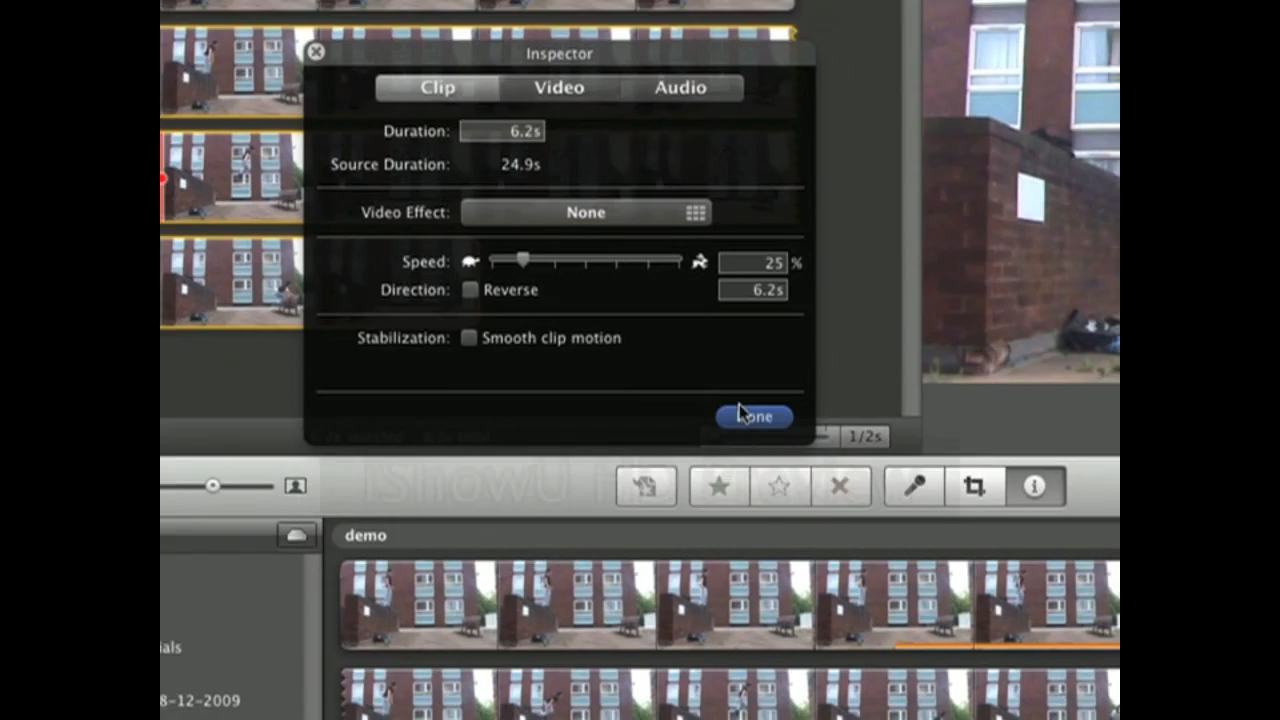 Inspector
Clip Video Audio
Duration: 6.2s
Source Duration: 24.9s
Video Effect: None
Speed: 25 %
Direction: Reverse 6.2s
Stabilization: Smooth clip motion
1/2s
iShowU
demo
ials
8-12-2009